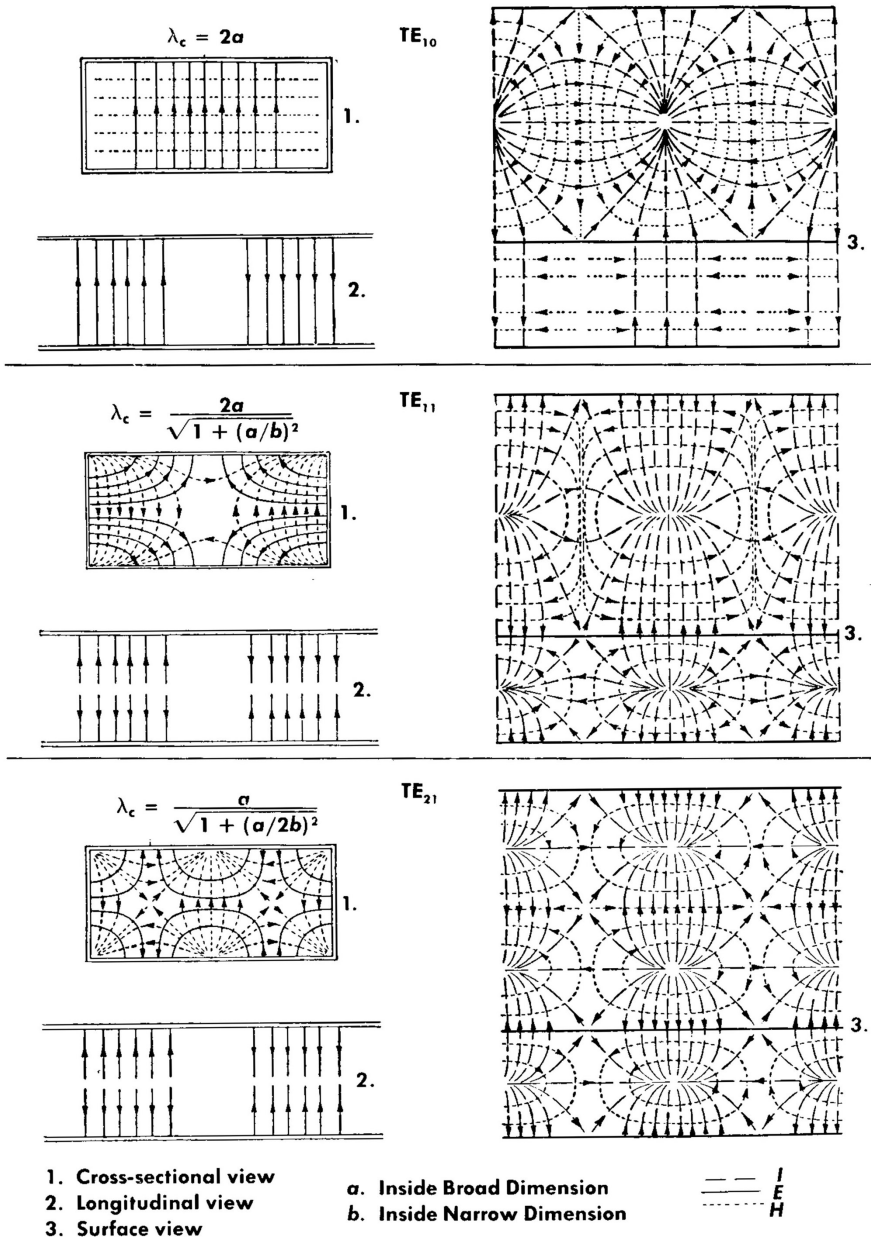 λc = 2a
TE10
1.
2.
3.
λc = 2a / √1 + (a/b)²
TE11
1.
2.
3.
λc = a / √1 + (a/2b)²
TE21
1.
2.
3.
1. Cross-sectional view
2. Longitudinal view
3. Surface view
a. Inside Broad Dimension
b. Inside Narrow Dimension
I
E
H